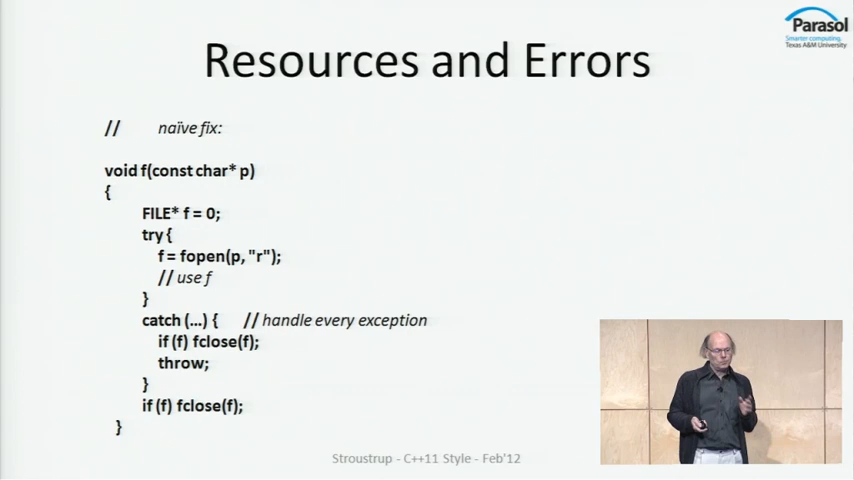 Parasol
Smarter computing.
Texas A&M University
Resources and Errors
// naïve fix:
void f(const char* p)
{
FILE* f = 0;
try {
f = fopen(p, "r");
// use f
}
catch (...) { // handle every exception
if (f) fclose(f);
throw;
}
if (f) fclose(f);
}
Stroustrup - C++11 Style - Feb'12